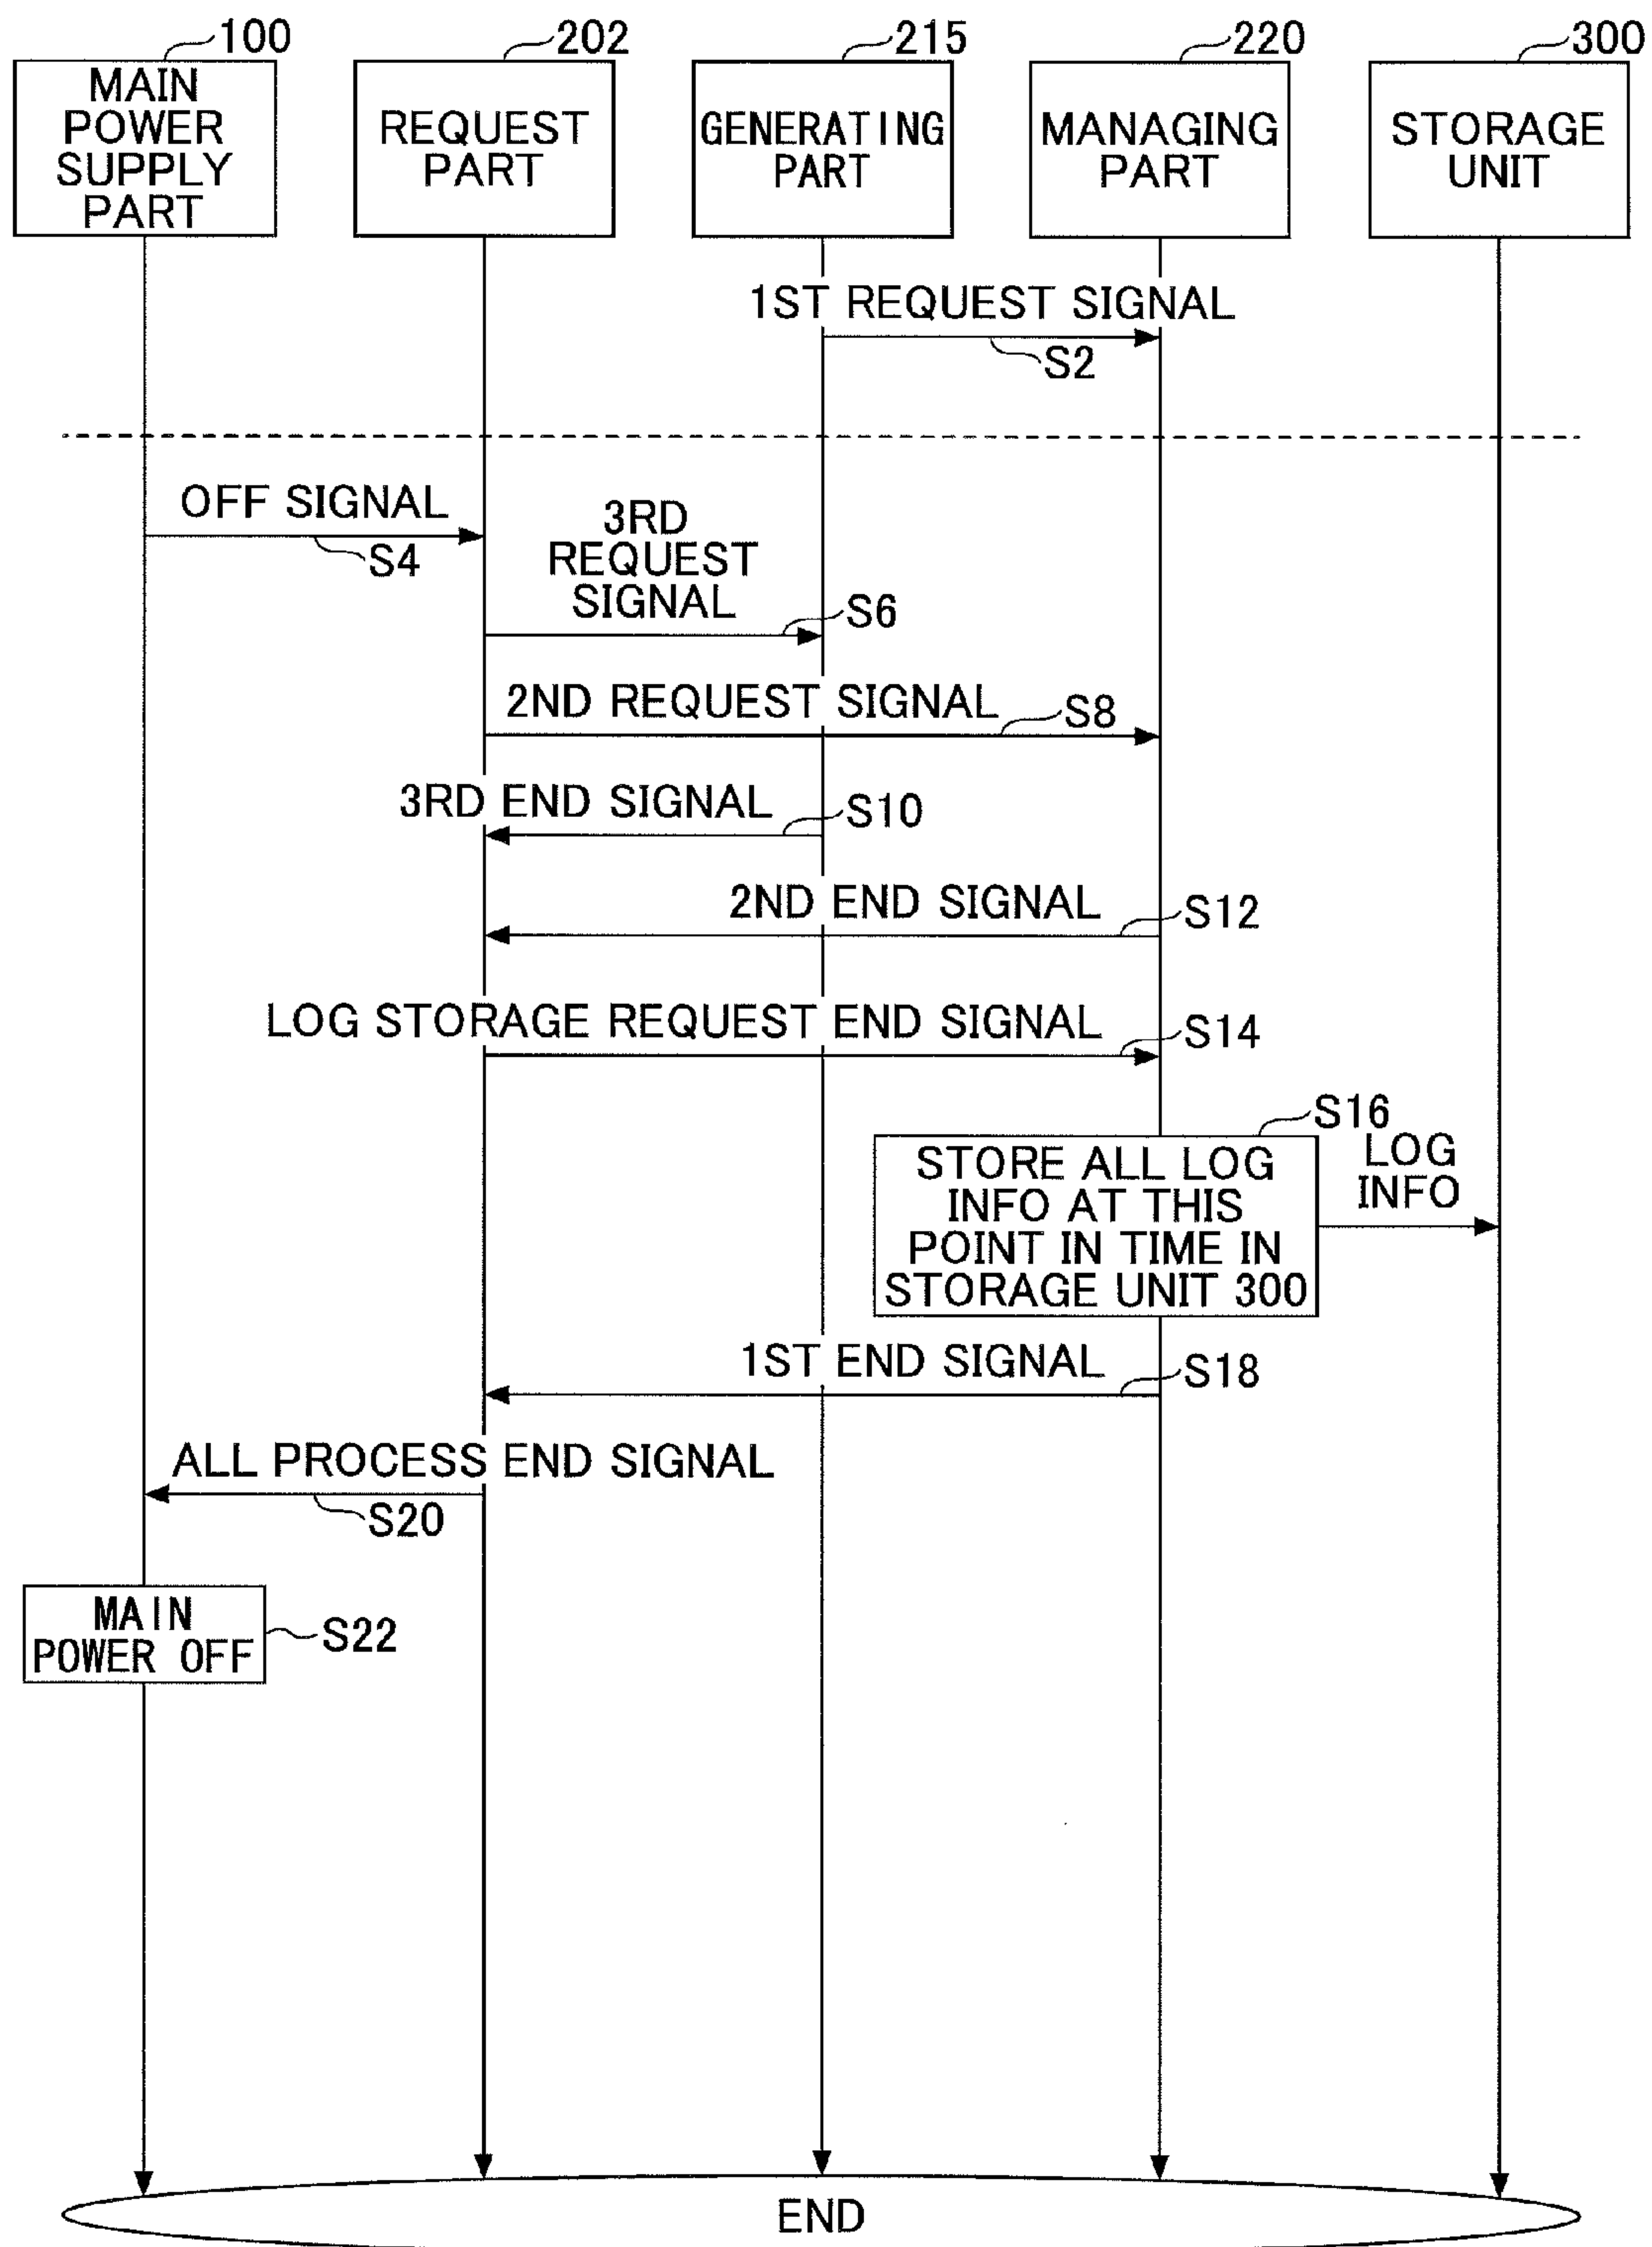 100
202
215
220
300
MAIN
POWER
SUPPLY
PART
REQUEST
PART
GENERATING
PART
MANAGING
PART
STORAGE
UNIT
1ST REQUEST SIGNAL
S2
OFF SIGNAL
S4
3RD
REQUEST
SIGNAL
S6
2ND REQUEST SIGNAL
S8
3RD END SIGNAL
S10
2ND END SIGNAL
S12
LOG STORAGE REQUEST END SIGNAL
S14
S16
STORE ALL LOG
INFO AT THIS
POINT IN TIME IN
STORAGE UNIT 300
LOG
INFO
1ST END SIGNAL
S18
ALL PROCESS END SIGNAL
S20
MAIN
POWER OFF
S22
END